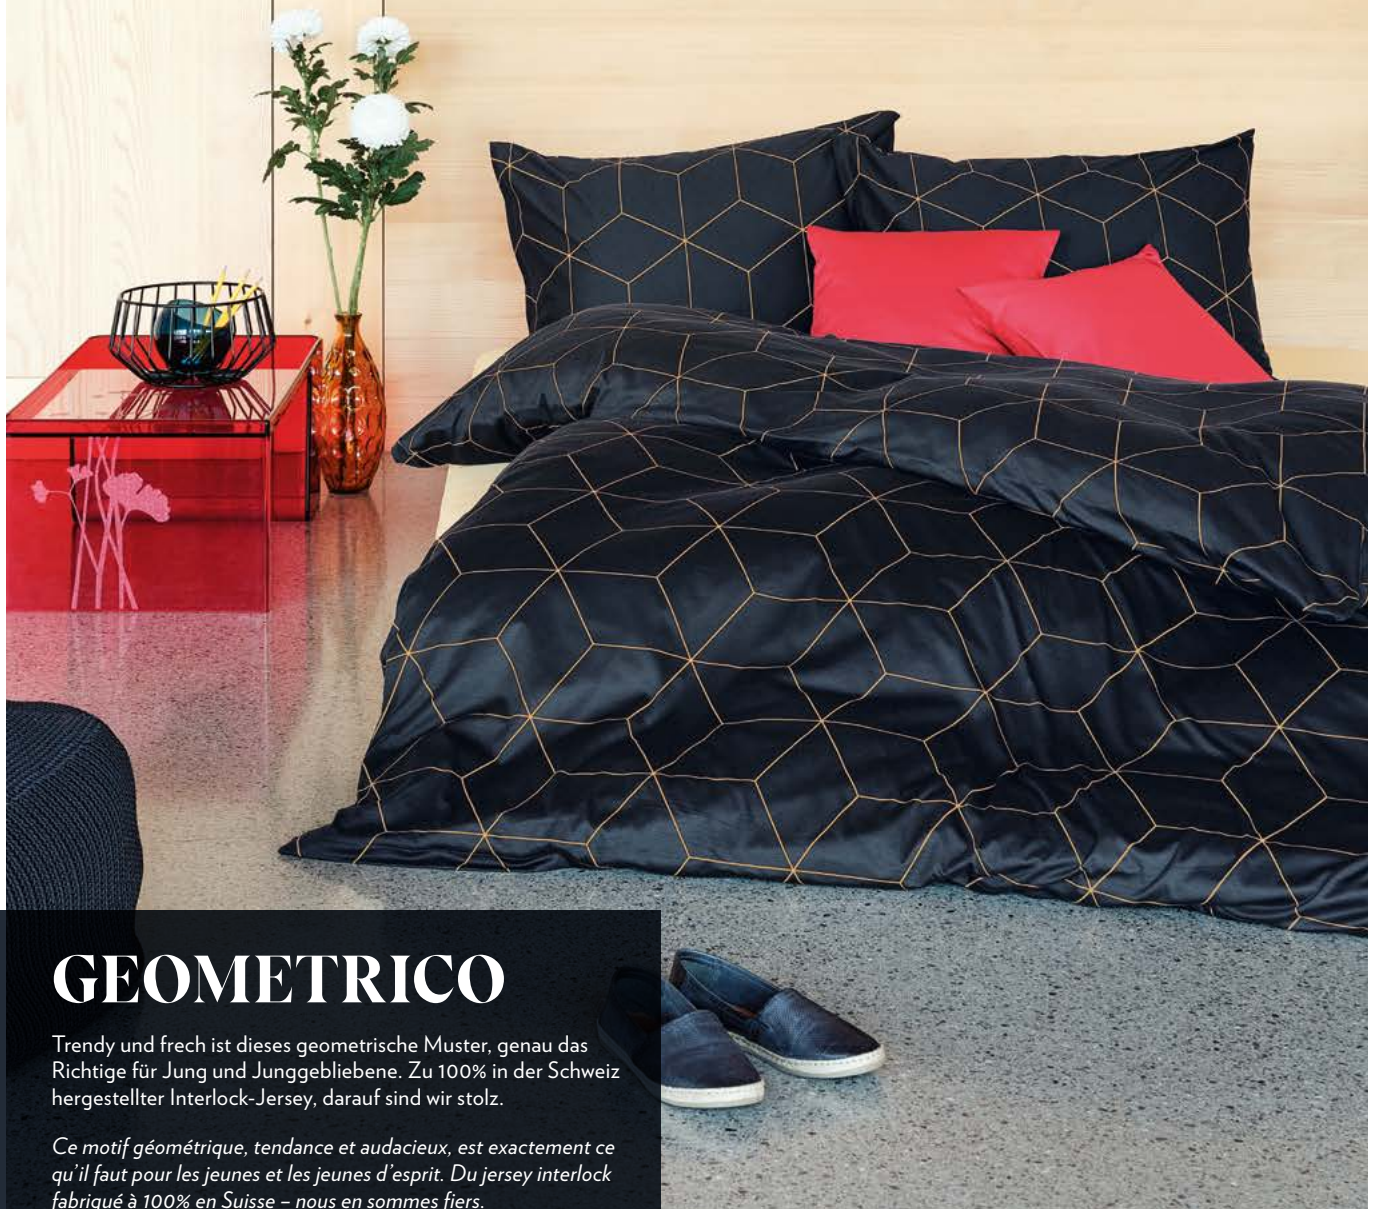 GEOMETRICO
Trendy und frech ist dieses geometrische Muster, genau das
Richtige für Jung und Junggebliebene. Zu 100% in der Schweiz
hergestellter Interlock-Jersey, darauf sind wir stolz.
Ce motif géométrique, tendance et audacieux, est exactement ce
qu’il faut pour les jeunes et les jeunes d’esprit. Du jersey interlock
fabriqué à 100% en Suisse – nous en sommes fiers.